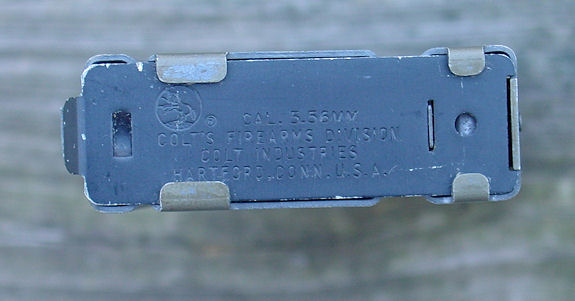 ®
CAL. 5.56MM
COLT'S FIREARMS DIVISION
COLT INDUSTRIES
HARTFORD, CONN. U.S.A.